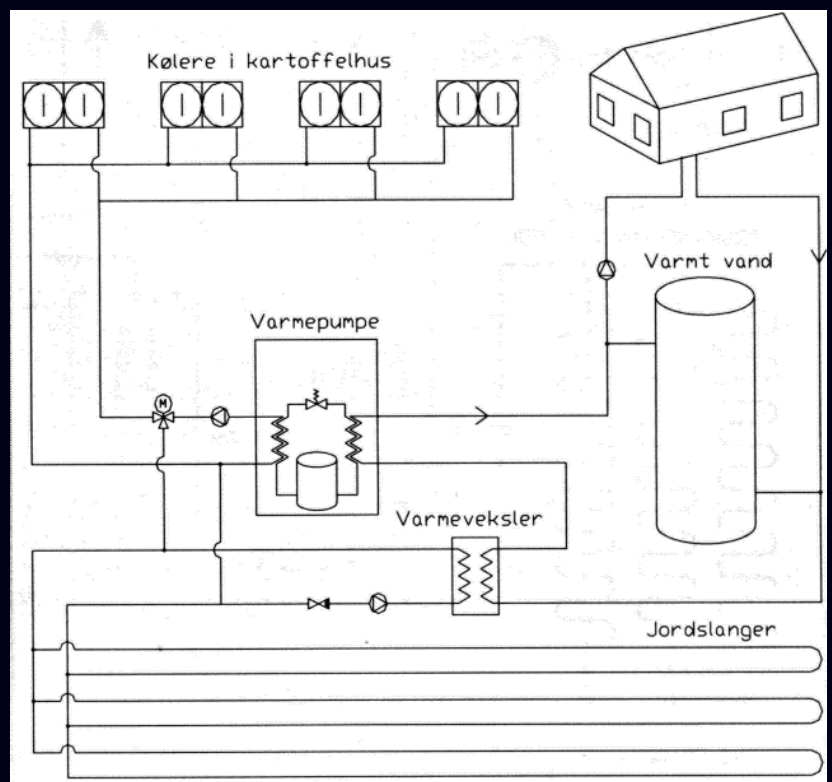 Kølere i kartoffelhus
Varmt vand
Varmepumpe
M
Varmeveksler
Jordslanger